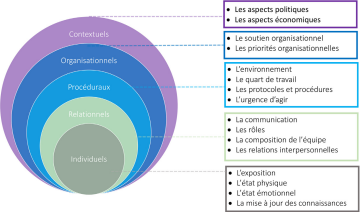 Contextuels
Organisationnels
Procéduraux
Relationnels
Individuels
• Les aspects politiques
• Les aspects économiques
• Le soutien organisationnel
• Les priorités organisationnelles
• L'environnement
• Le quart de travail
• Les protocoles et procédures
• L'urgence d'agir
• La communication
• Les rôles
• La composition de l'équipe
• Les relations interpersonnelles
• L'exposition
• L'état physique
• L'état émotionnel
• La mise à jour des connaissances